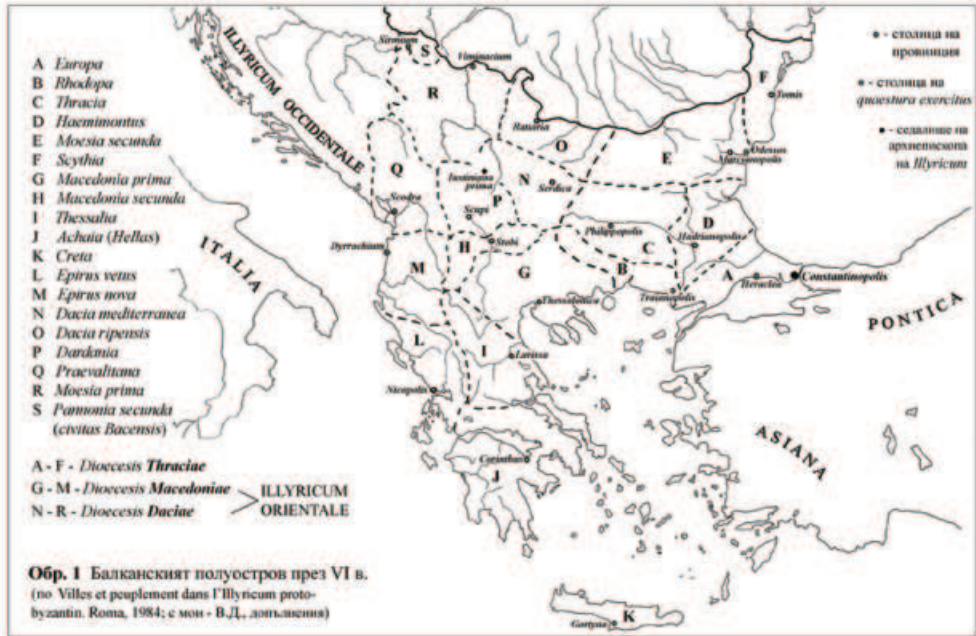 A Europa
B Rhodopa
C Thracia
D Haemimontus
E Moesia secunda
F Scythia
G Macedonia prima
H Macedonia secunda
I Thessalia
J Achaia (Hellas)
K Creta
L Epirus vetus
M Epirus nova
N Dacia mediterranea
O Dacia ripensis
P Dardania
Q Praevalitana
R Moesia prima
S Pannonia secunda
(civitas Bacensis)
A - F - Dioecesis Thraciae
G - M - Dioecesis Macedoniae
N - R - Dioecesis Daciae
ILLYRICUM
ORIENTALE
Обр. 1 Балканският полуостров през VI в.
(по Villes et peuplement dans l'Illyricum proto-
byzantin. Roma, 1984; с мои - В.Д., допълнения)
- столица на
провинция
- столица на
quaestura exercitus
- седалище на
архиепископа
на Illyricum
ILLYRICUM OCCIDENTALE
ITALIA
PONTICA
ASIANA
Sirmium
S
Viminacium
R
F
Tomis
Ratiaria
O
E
Odessus
Marcianopolis
Q
Iustiniana
prima
N
Serdica
P
Scodra
Scupi
D
Philippopolis
Hadrianopolis
Dyrrachium
H
Stobi
C
M
G
B
A
Heraclea
Constantinopolis
Traianopolis
Thessalonica
L
I
Larissa
Nicopolis
Corinthus
J
K
Gortyna